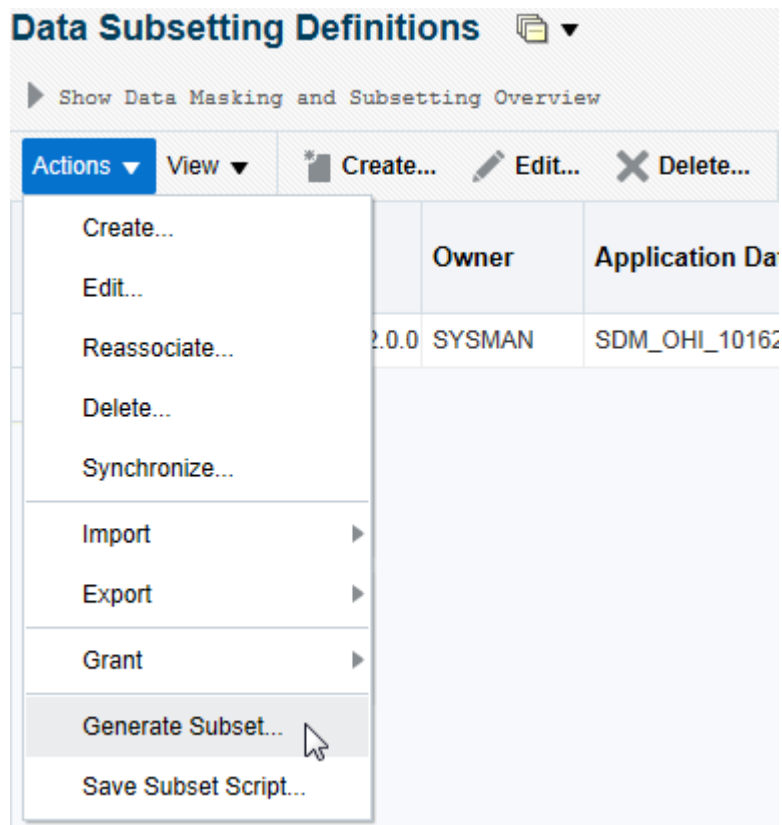 Data Subsetting Definitions
Show Data Masking and Subsetting Overview
Actions View Create... Edit... Delete...
Create...
Owner Application Da
Edit...
Reassociate... 2.0.0 SYSMAN SDM_OHI_10162
Delete...
Synchronize...
Import
Export
Grant
Generate Subset...
Save Subset Script...